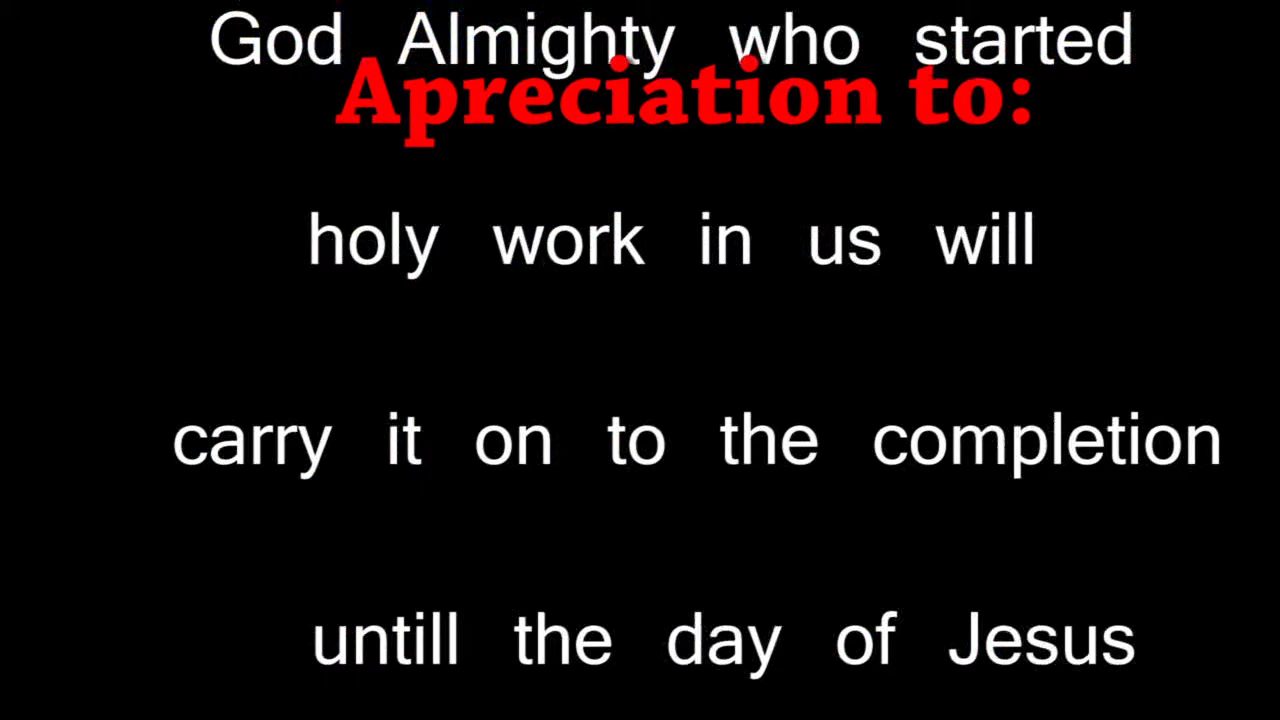 God Almighty who started
Apreciation to:
holy work in us will
carry it on to the completion
untill the day of Jesus